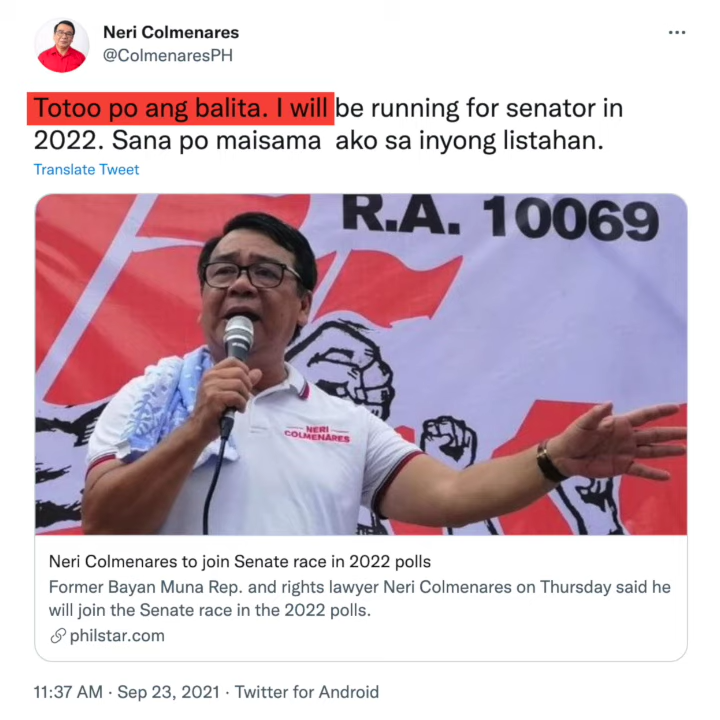 Neri Colmenares
@ColmenaresPH
Totoo po ang balita. I will be running for senator in
2022. Sana po maisama  ako sa inyong listahan.
Translate Tweet
R.A. 10069
NERI
COLMENARES
Neri Colmenares to join Senate race in 2022 polls
Former Bayan Muna Rep. and rights lawyer Neri Colmenares on Thursday said he
will join the Senate race in the 2022 polls.
philstar.com
11:37 AM · Sep 23, 2021 · Twitter for Android